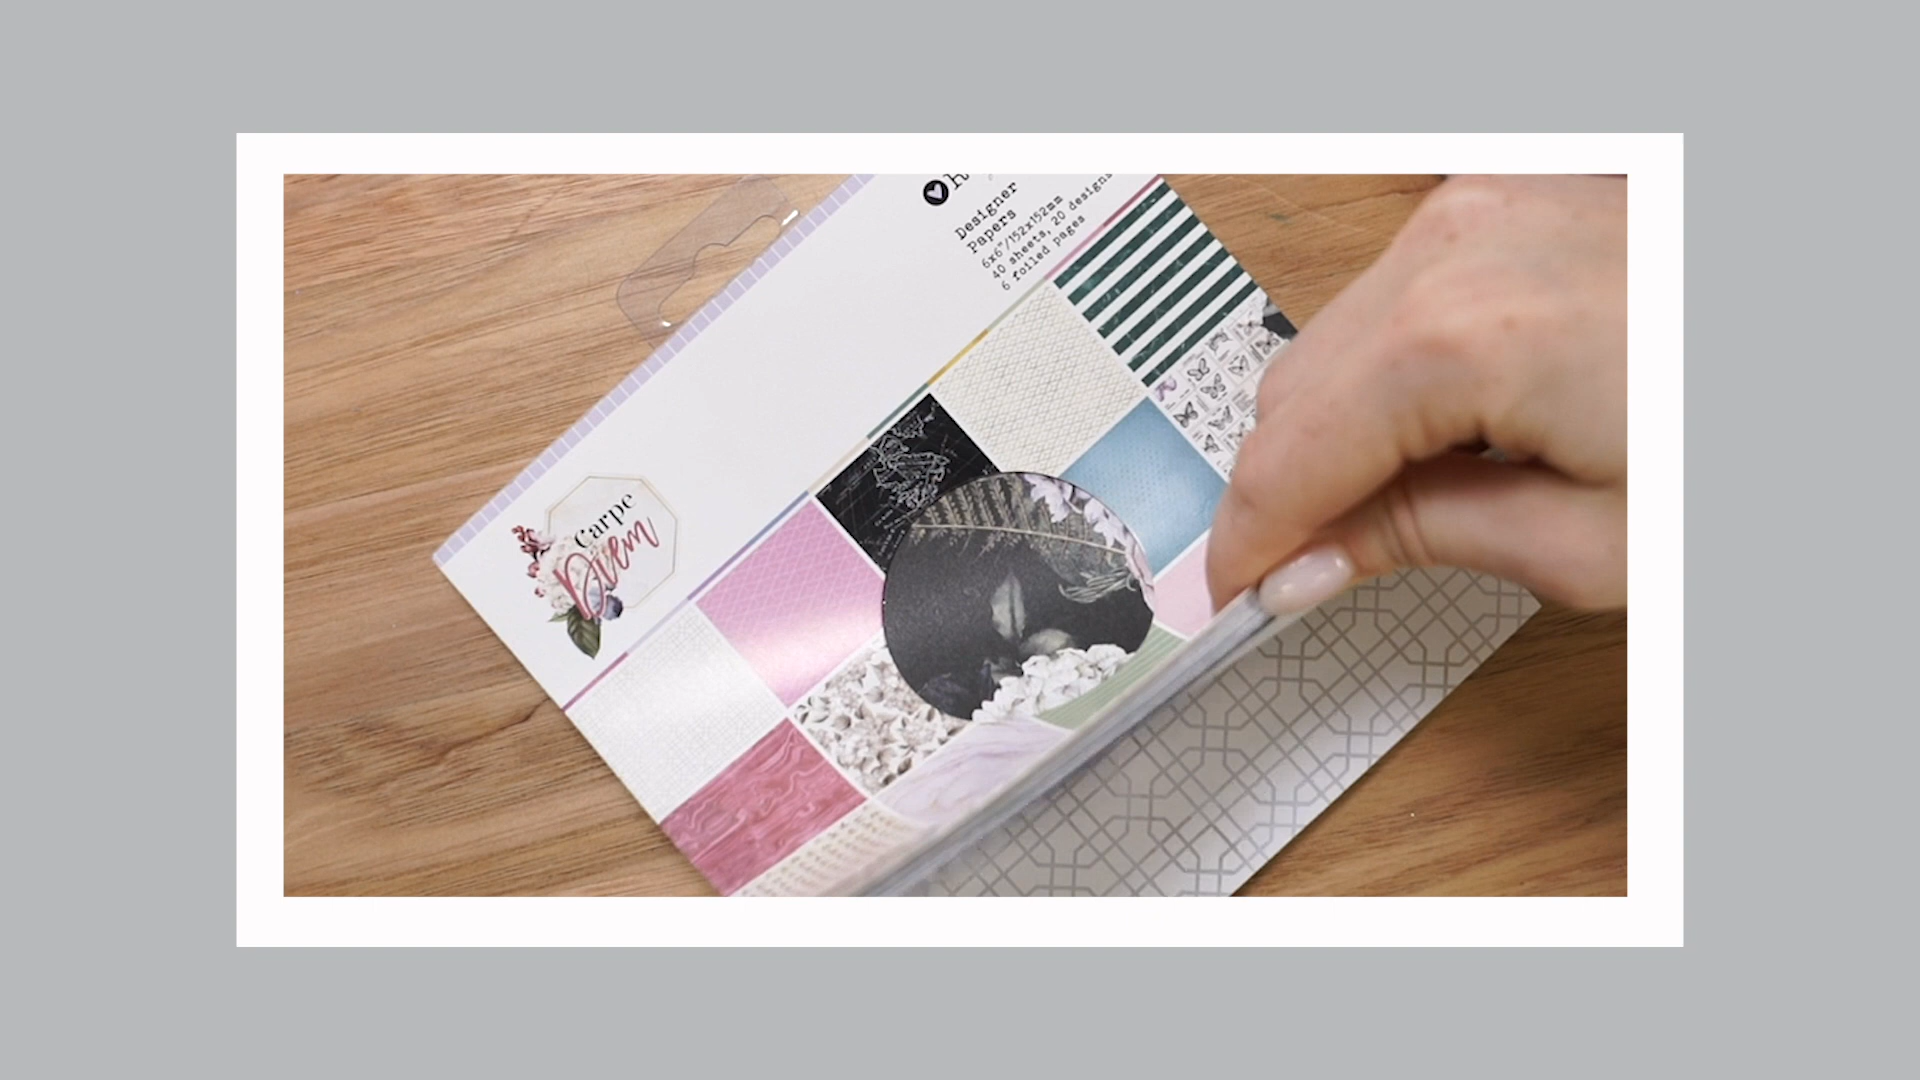 Designer
Papers
6x6"/152x152mm
40 sheets, 20 designs
6 foiled pages
Carpe
Diem